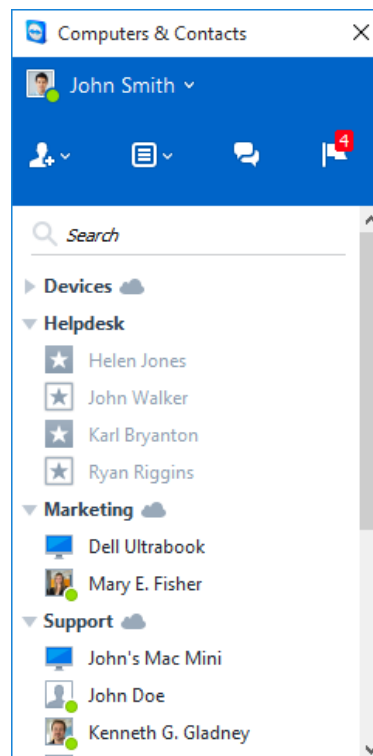 Computers & Contacts
John Smith
4
Search
Devices
Helpdesk
Helen Jones
John Walker
Karl Bryanton
Ryan Riggins
Marketing
Dell Ultrabook
Mary E. Fisher
Support
John's Mac Mini
John Doe
Kenneth G. Gladney